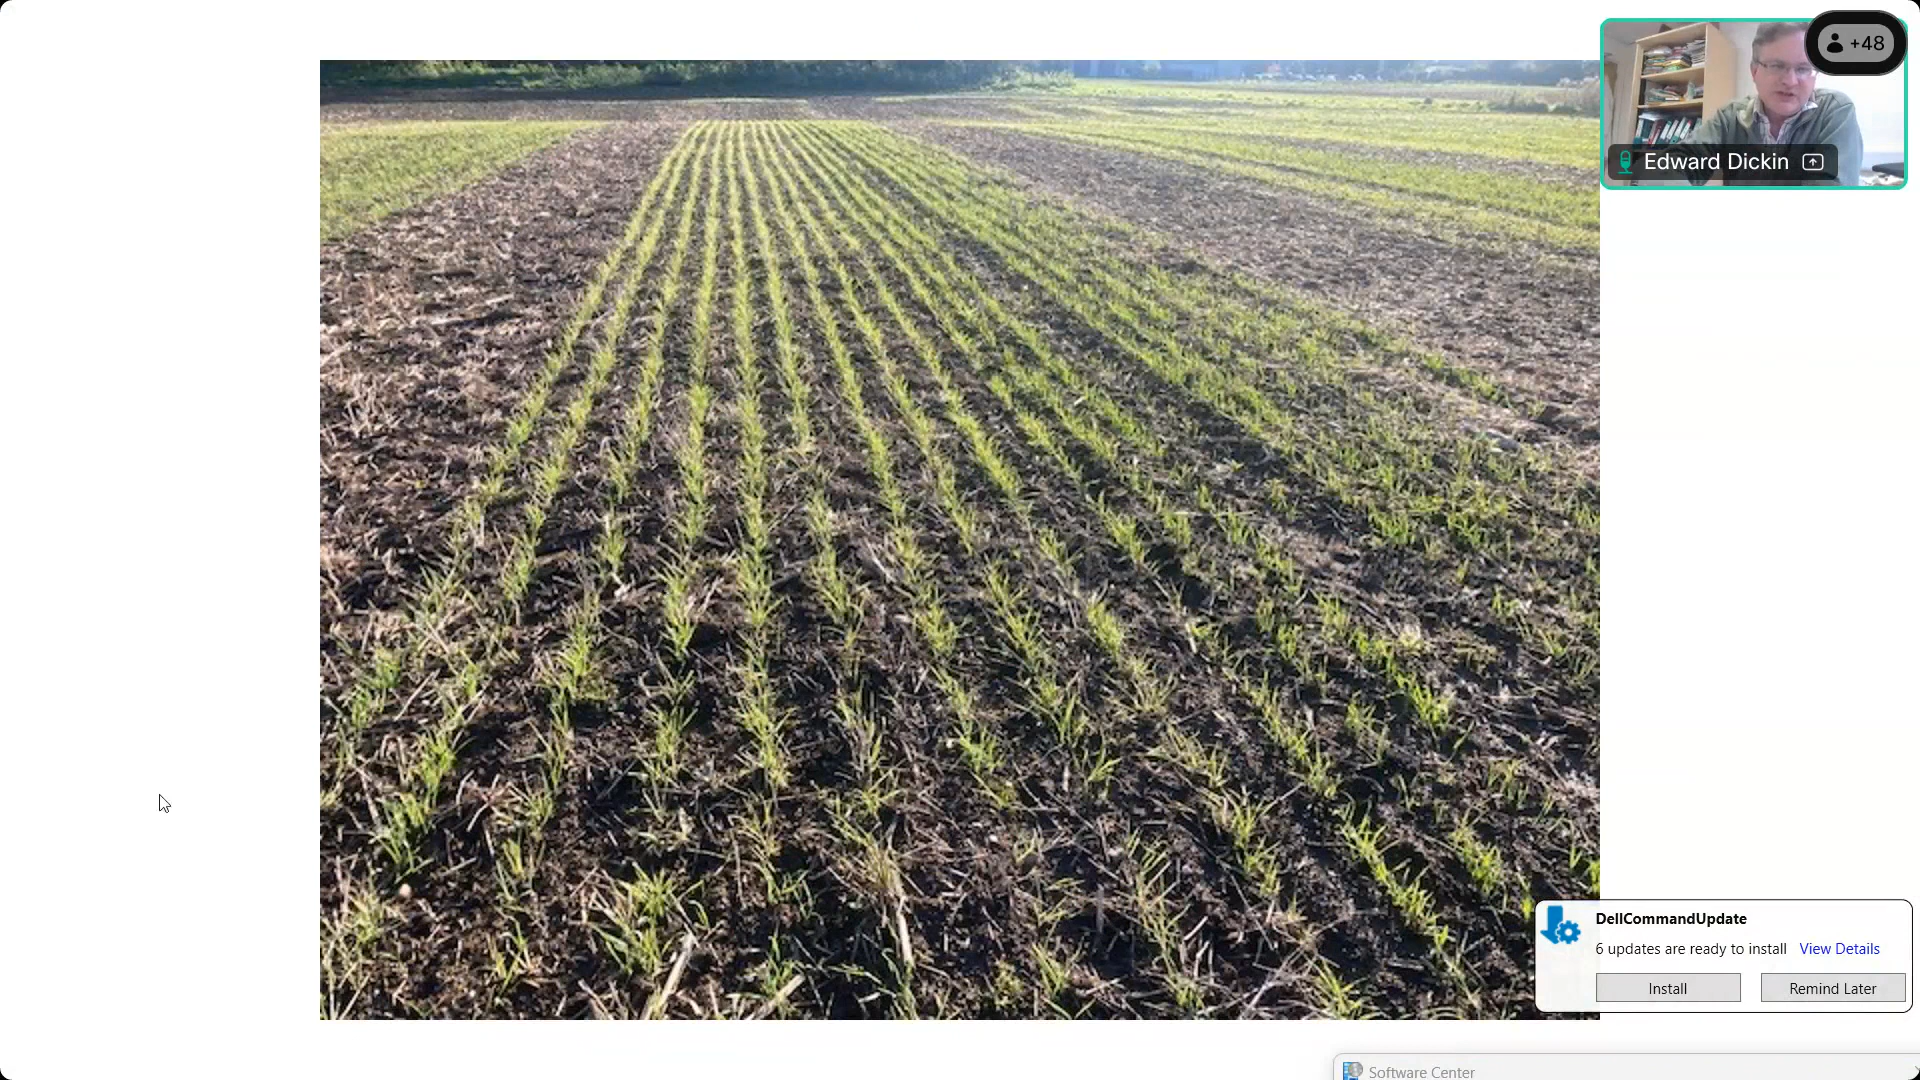 +48
Edward Dickin
DellCommandUpdate
6 updates are ready to install View Details
Install Remind Later
Software Center